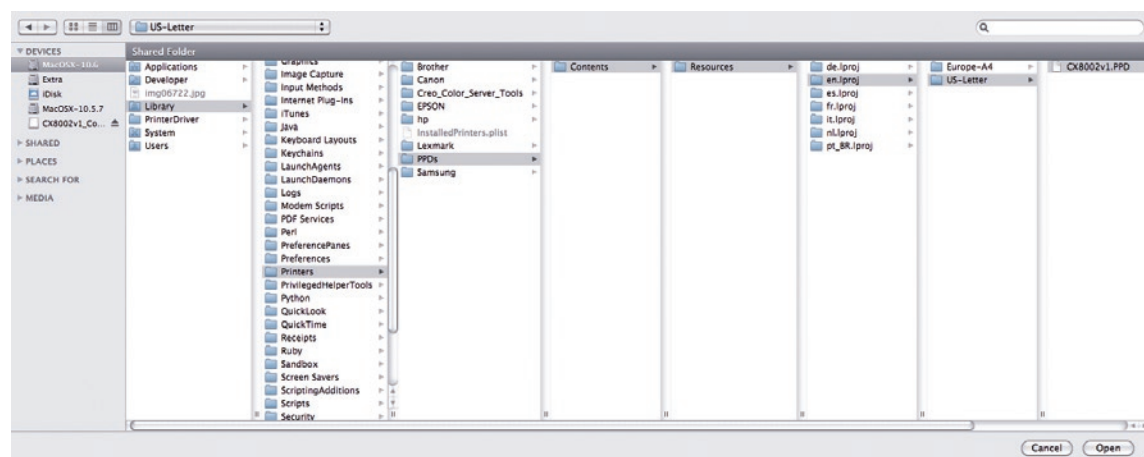 US-Letter
DEVICES
MacOSX-10.6
Extra
iDisk
MacOSX-10.5.7
CX8002v1_Co...
SHARED
PLACES
SEARCH FOR
MEDIA
Shared Folder
Applications
Developer
img06722.jpg
Library
PrinterDriver
System
Users
Graphics
Image Capture
Input Methods
Internet Plug-Ins
iTunes
Java
Keyboard Layouts
Keychains
LaunchAgents
LaunchDaemons
Logs
Modem Scripts
PDF Services
Perl
PreferencePanes
Preferences
Printers
PrivilegedHelperTools
Python
QuickLook
QuickTime
Receipts
Ruby
Sandbox
Screen Savers
ScriptingAdditions
Scripts
Security
Brother
Canon
Creo_Color_Server_Tools
EPSON
hp
InstalledPrinters.plist
Lexmark
PPDs
Samsung
Contents
Resources
de.lproj
en.lproj
es.lproj
fr.lproj
it.lproj
nl.lproj
pt_BR.lproj
Europe-A4
US-Letter
CX8002v1.PPD
Cancel
Open